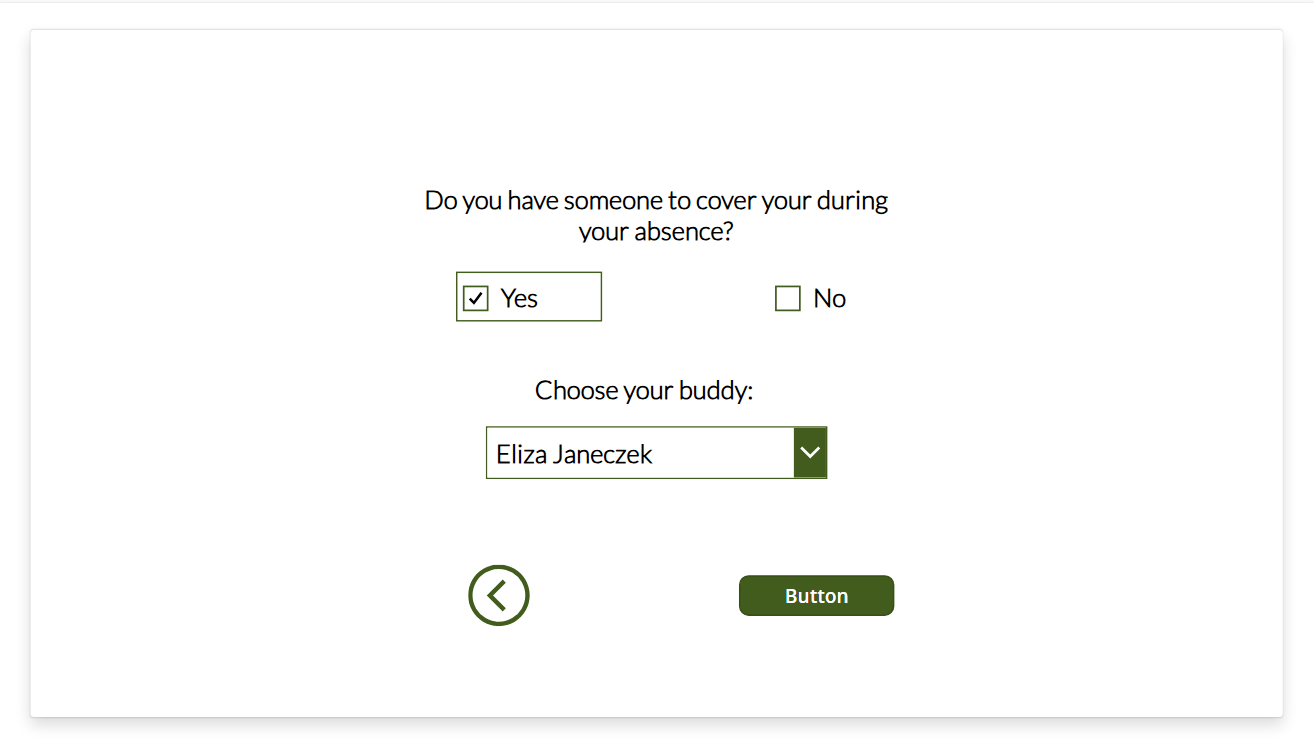 Do you have someone to cover your during
your absence?
Yes
No
Choose your buddy:
Eliza Janeczek
Button